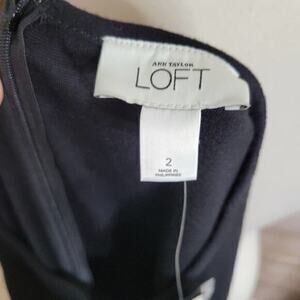 ANN TAYLOR
LOFT
2
MADE IN
PHILIPPINES